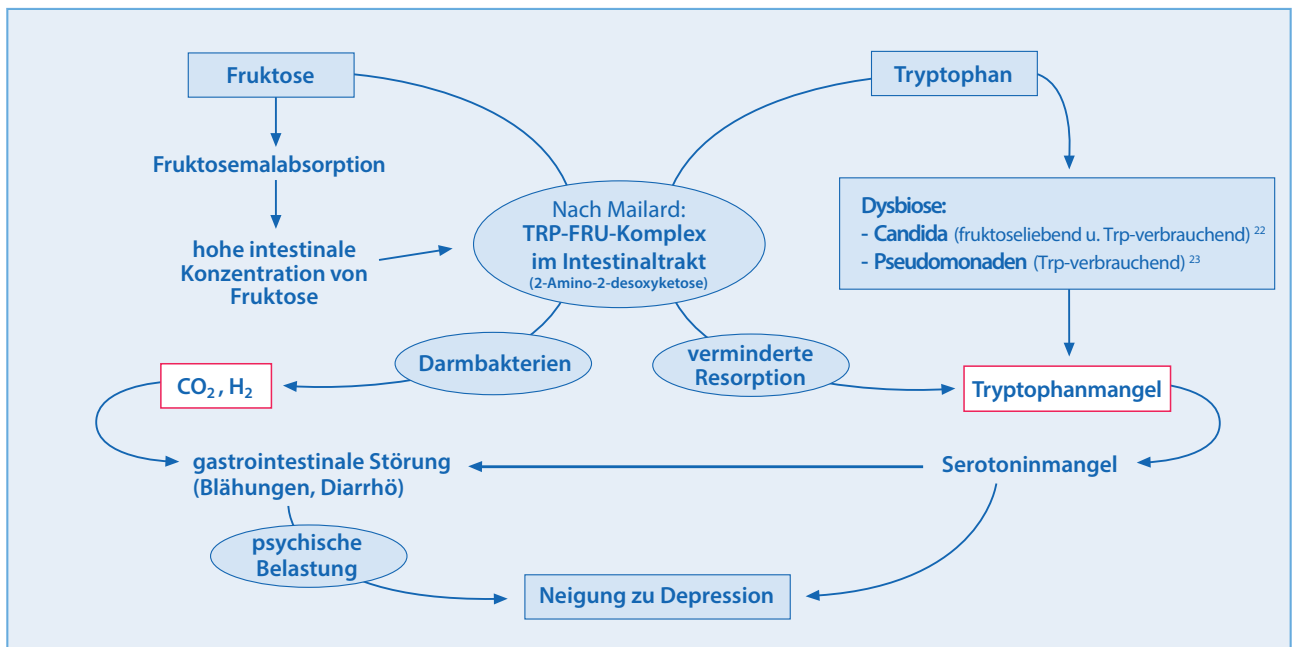 Fruktose
Tryptophan
Fruktosemalabsorption
hohe intestinale
Konzentration von
Fruktose
Nach Mailard:
TRP-FRU-Komplex
im Intestinaltrakt
(2-Amino-2-desoxyketose)
Dysbiose:
- Candida (fruktoseliebend u. Trp-verbrauchend) 22
- Pseudomonaden (Trp-verbrauchend) 23
Darmbakterien
verminderte
Resorption
CO₂ , H₂
Tryptophanmangel
gastrointestinale Störung
(Blähungen, Diarrhö)
Serotoninmangel
psychische
Belastung
Neigung zu Depression